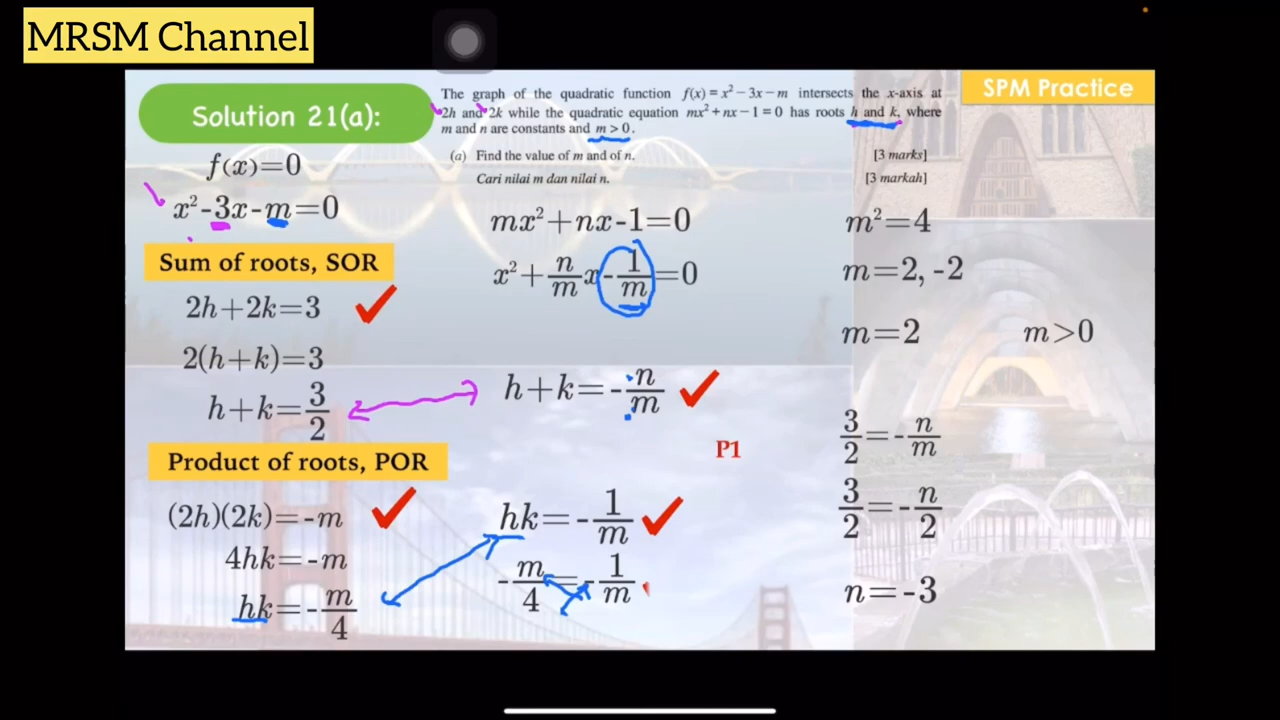 MRSM Channel
SPM Practice
Solution 21(a):
The graph of the quadratic function f(x) = x² − 3x − m intersects the x-axis at
2h and 2k while the quadratic equation mx² + nx − 1 = 0 has roots h and k, where
m and n are constants and m > 0.
(a) Find the value of m and of n. [3 marks]
Cari nilai m dan nilai n. [3 markah]
f(x)=0
x²-3x-m=0
Sum of roots, SOR
2h+2k=3
2(h+k)=3
h+k=3/2
Product of roots, POR
(2h)(2k)=-m
4hk=-m
hk=-m/4
mx²+nx-1=0
x²+n/m x-1/m=0
h+k=-n/m
P1
hk=-1/m
-m/4=-1/m
m²=4
m=2, -2
m=2 m>0
3/2=-n/m
3/2=-n/2
n=-3